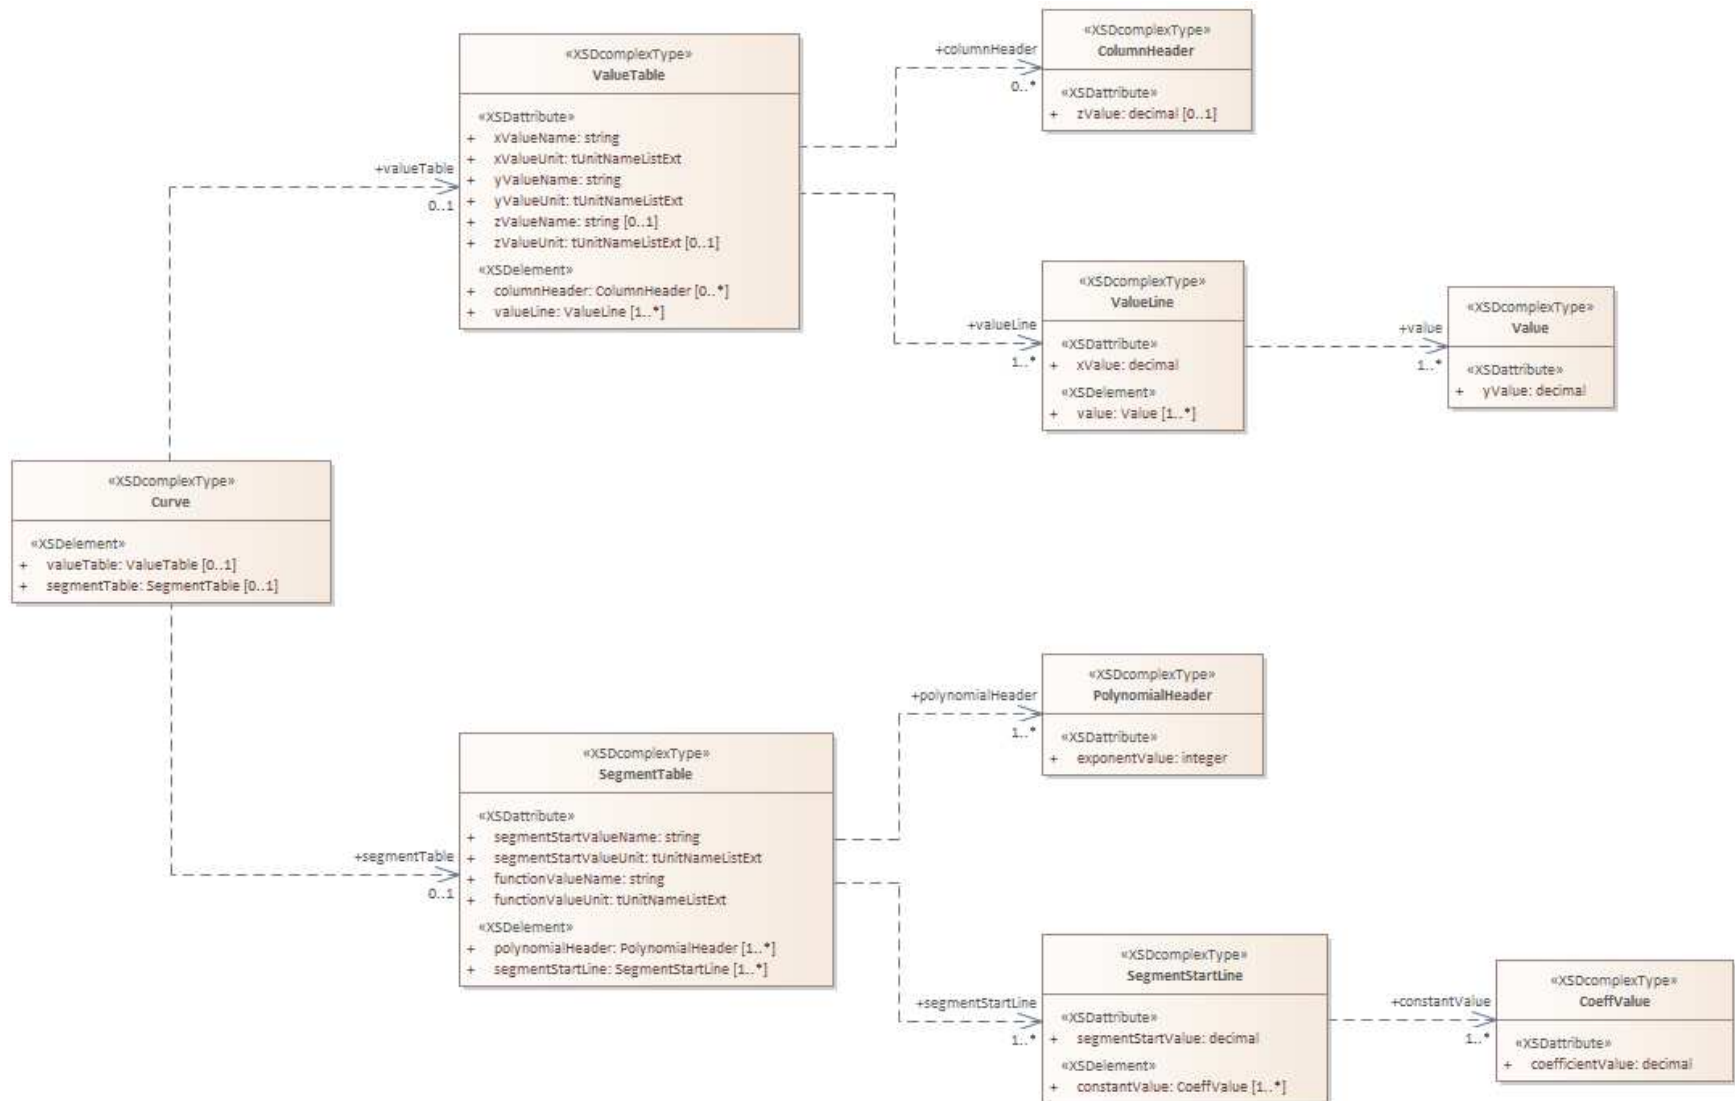 «XSDcomplexType»
ValueTable
«XSDattribute»
+ xValueName: string
+ xValueUnit: tUnitNameListExt
+ yValueName: string
+ yValueUnit: tUnitNameListExt
+ zValueName: string [0..1]
+ zValueUnit: tUnitNameListExt [0..1]
«XSDelement»
+ columnHeader: ColumnHeader [0..*]
+ valueLine: ValueLine [1..*]
+columnHeader
0..*
«XSDcomplexType»
ColumnHeader
«XSDattribute»
+ zValue: decimal [0..1]
+valueTable
0..1
+valueLine
1..*
«XSDcomplexType»
ValueLine
«XSDattribute»
+ xValue: decimal
«XSDelement»
+ value: Value [1..*]
+value
1..*
«XSDcomplexType»
Value
«XSDattribute»
+ yValue: decimal
«XSDcomplexType»
Curve
«XSDelement»
+ valueTable: ValueTable [0..1]
+ segmentTable: SegmentTable [0..1]
+segmentTable
0..1
«XSDcomplexType»
SegmentTable
«XSDattribute»
+ segmentStartValueName: string
+ segmentStartValueUnit: tUnitNameListExt
+ functionValueName: string
+ functionValueUnit: tUnitNameListExt
«XSDelement»
+ polynomialHeader: PolynomialHeader [1..*]
+ segmentStartLine: SegmentStartLine [1..*]
+polynomialHeader
1..*
«XSDcomplexType»
PolynomialHeader
«XSDattribute»
+ exponentValue: integer
+segmentStartLine
1..*
«XSDcomplexType»
SegmentStartLine
«XSDattribute»
+ segmentStartValue: decimal
«XSDelement»
+ constantValue: CoeffValue [1..*]
+constantValue
1..*
«XSDcomplexType»
CoeffValue
«XSDattribute»
+ coefficientValue: decimal